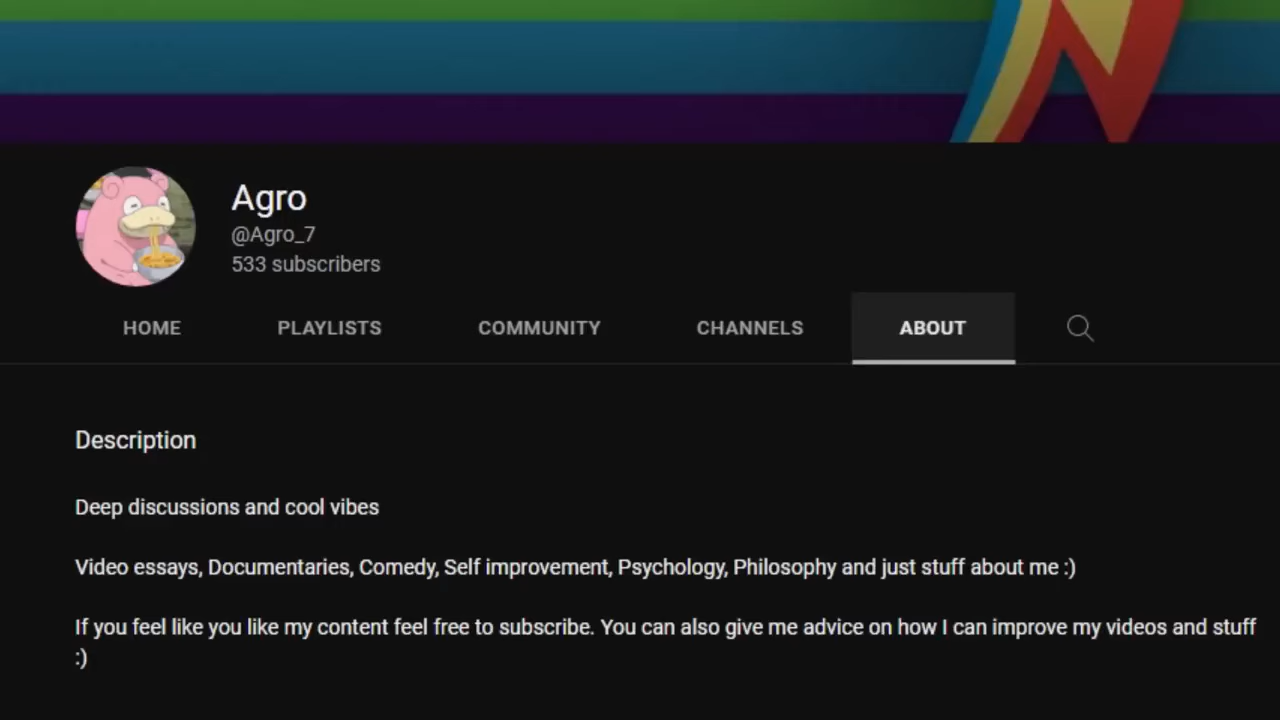 Agro
@Agro_7
533 subscribers
HOME PLAYLISTS COMMUNITY CHANNELS ABOUT
Description
Deep discussions and cool vibes
Video essays, Documentaries, Comedy, Self improvement, Psychology, Philosophy and just stuff about me :)
If you feel like you like my content feel free to subscribe. You can also give me advice on how I can improve my videos and stuff
:)